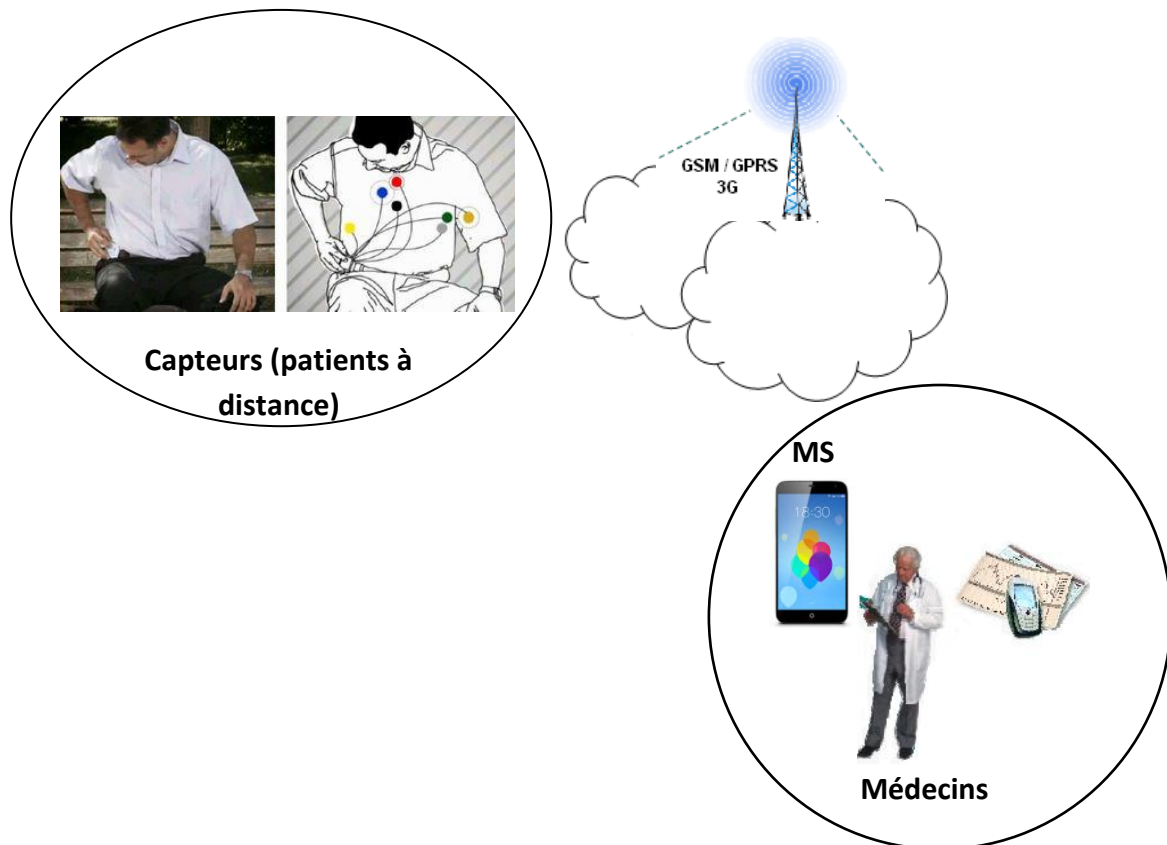 GSM / GPRS
3G
Capteurs (patients à
distance)
MS
18:30
Médecins